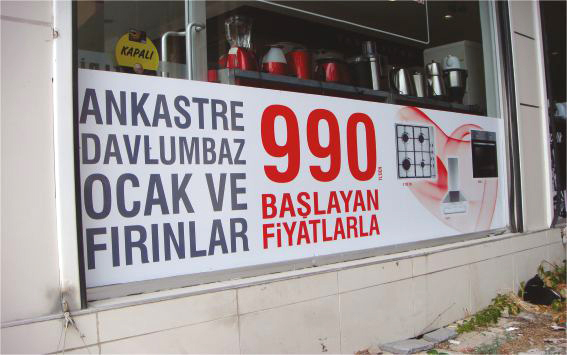 KAPALI
ANKASTRE
DAVLUMBAZ
OCAK VE
FIRINLAR
990
BAŞLAYAN
FİYATLARLA